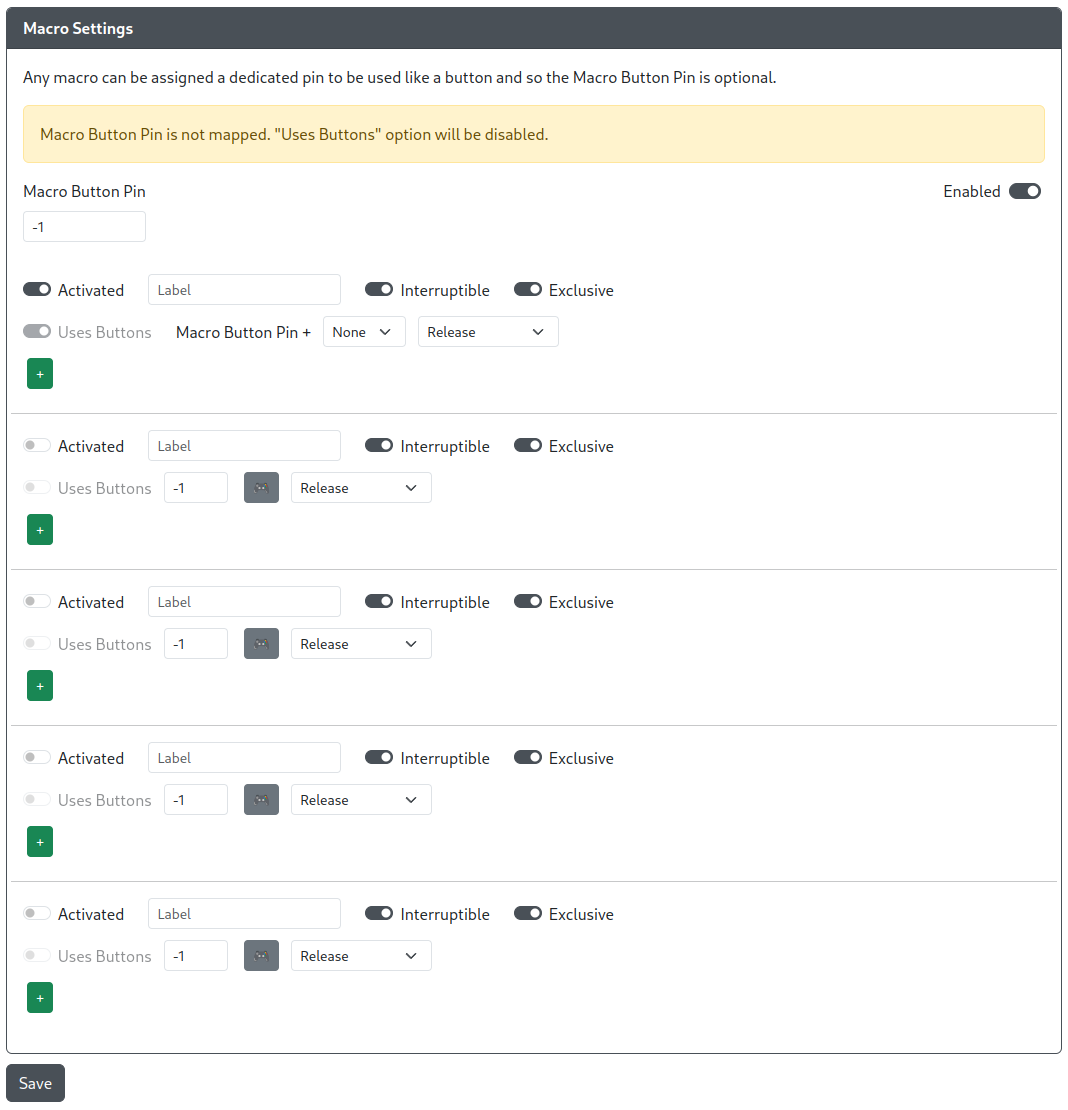 Macro Settings
Any macro can be assigned a dedicated pin to be used like a button and so the Macro Button Pin is optional.
Macro Button Pin is not mapped. "Uses Buttons" option will be disabled.
Macro Button Pin Enabled
-1
Activated Label Interruptible Exclusive
Uses Buttons Macro Button Pin + None Release
+
Activated Label Interruptible Exclusive
Uses Buttons -1 Release
+
Activated Label Interruptible Exclusive
Uses Buttons -1 Release
+
Activated Label Interruptible Exclusive
Uses Buttons -1 Release
+
Activated Label Interruptible Exclusive
Uses Buttons -1 Release
+
Save